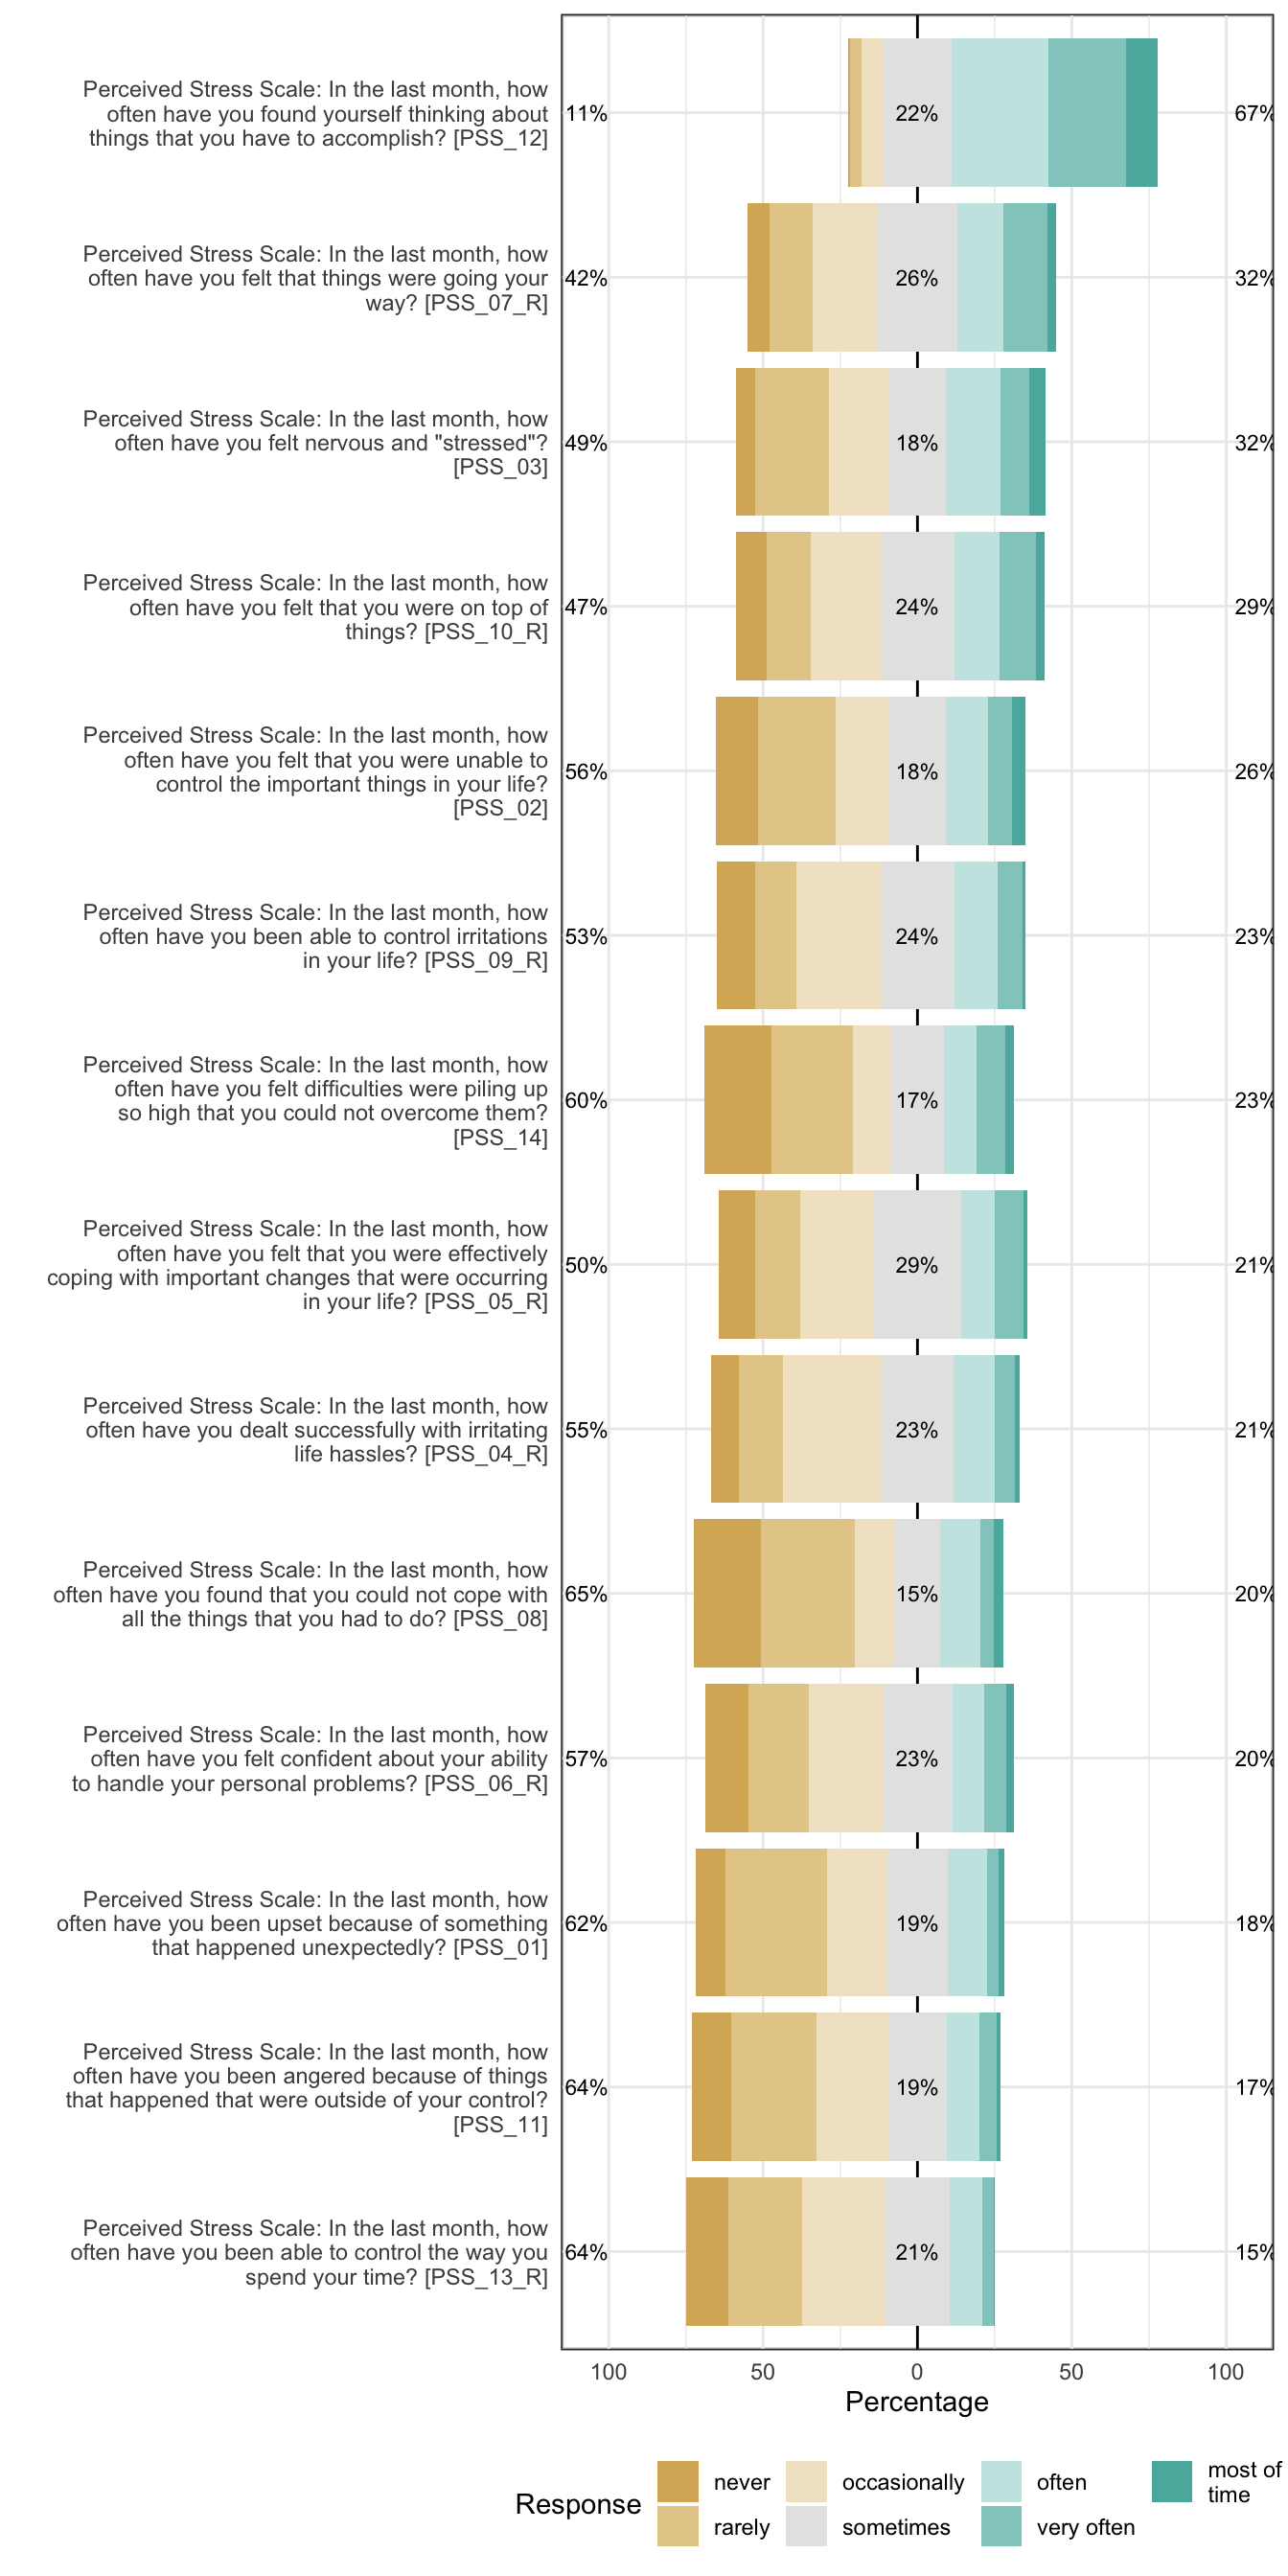 Perceived Stress Scale: In the last month, how
often have you found yourself thinking about
things that you have to accomplish? [PSS_12]
11%
22%
67%
Perceived Stress Scale: In the last month, how
often have you felt that things were going your
way? [PSS_07_R]
42%
26%
32%
Perceived Stress Scale: In the last month, how
often have you felt nervous and "stressed"?
[PSS_03]
49%
18%
32%
Perceived Stress Scale: In the last month, how
often have you felt that you were on top of
things? [PSS_10_R]
47%
24%
29%
Perceived Stress Scale: In the last month, how
often have you felt that you were unable to
control the important things in your life?
[PSS_02]
56%
18%
26%
Perceived Stress Scale: In the last month, how
often have you been able to control irritations
in your life? [PSS_09_R]
53%
24%
23%
Perceived Stress Scale: In the last month, how
often have you felt difficulties were piling up
so high that you could not overcome them?
[PSS_14]
60%
17%
23%
Perceived Stress Scale: In the last month, how
often have you felt that you were effectively
coping with important changes that were occurring
in your life? [PSS_05_R]
50%
29%
21%
Perceived Stress Scale: In the last month, how
often have you dealt successfully with irritating
life hassles? [PSS_04_R]
55%
23%
21%
Perceived Stress Scale: In the last month, how
often have you found that you could not cope with
all the things that you had to do? [PSS_08]
65%
15%
20%
Perceived Stress Scale: In the last month, how
often have you felt confident about your ability
to handle your personal problems? [PSS_06_R]
57%
23%
20%
Perceived Stress Scale: In the last month, how
often have you been upset because of something
that happened unexpectedly? [PSS_01]
62%
19%
18%
Perceived Stress Scale: In the last month, how
often have you been angered because of things
that happened that were outside of your control?
[PSS_11]
64%
19%
17%
Perceived Stress Scale: In the last month, how
often have you been able to control the way you
spend your time? [PSS_13_R]
64%
21%
15%
100 50 0 50 100
Percentage
Response
never
rarely
occasionally
sometimes
often
very often
most of
time